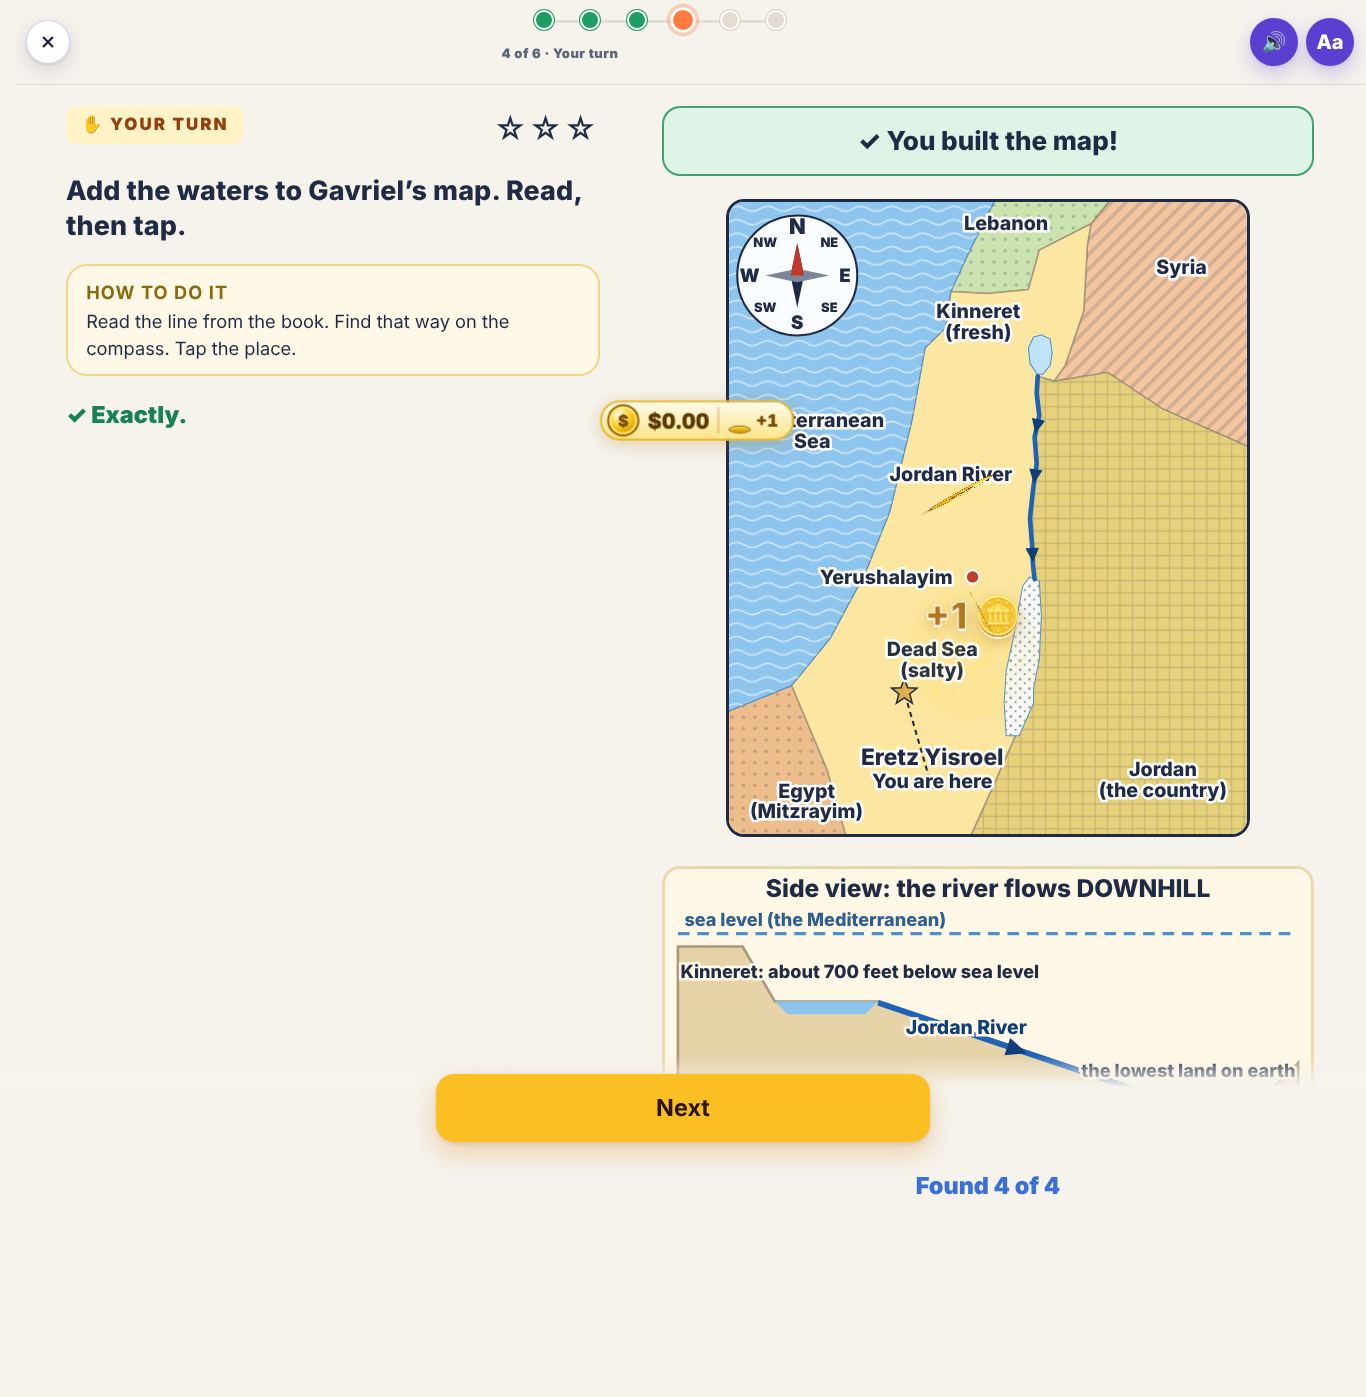 4 of 6 · Your turn
Aa
YOUR TURN
Add the waters to Gavriel’s map. Read,
then tap.
HOW TO DO IT
Read the line from the book. Find that way on the
compass. Tap the place.
✓ Exactly.
✓ You built the map!
N
NW
NE
W
E
SW
SE
S
Lebanon
Syria
Kinneret
(fresh)
$ $0.00 +1
Sea
Jordan River
Yerushalayim
+1
Dead Sea
(salty)
Eretz Yisroel
You are here
Egypt
(Mitzrayim)
Jordan
(the country)
Side view: the river flows DOWNHILL
sea level (the Mediterranean)
Kinneret: about 700 feet below sea level
Jordan River
the lowest land on earth
Next
Found 4 of 4